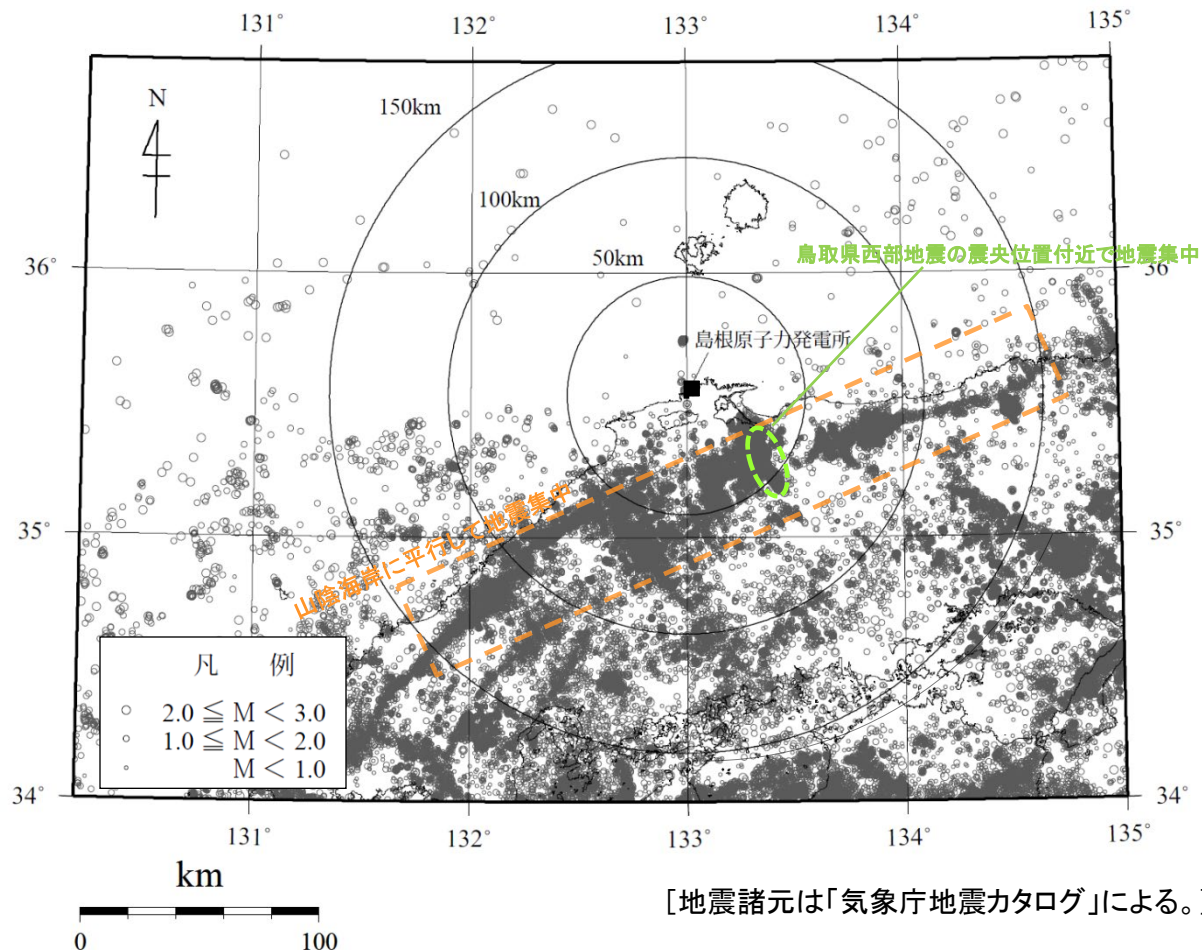 131°
132°
133°
134°
135°
N
150km
100km
50km
鳥取県西部地震の震央位置付近で地震集中
36°
36°
島根原子力発電所
35°
35°
山陰海岸に平行して地震集中
凡 例
2.0 ≦ M < 3.0
1.0 ≦ M < 2.0
M < 1.0
34°
34°
131°
132°
133°
134°
135°
km
0 100
[地震諸元は「気象庁地震カタログ」による。]